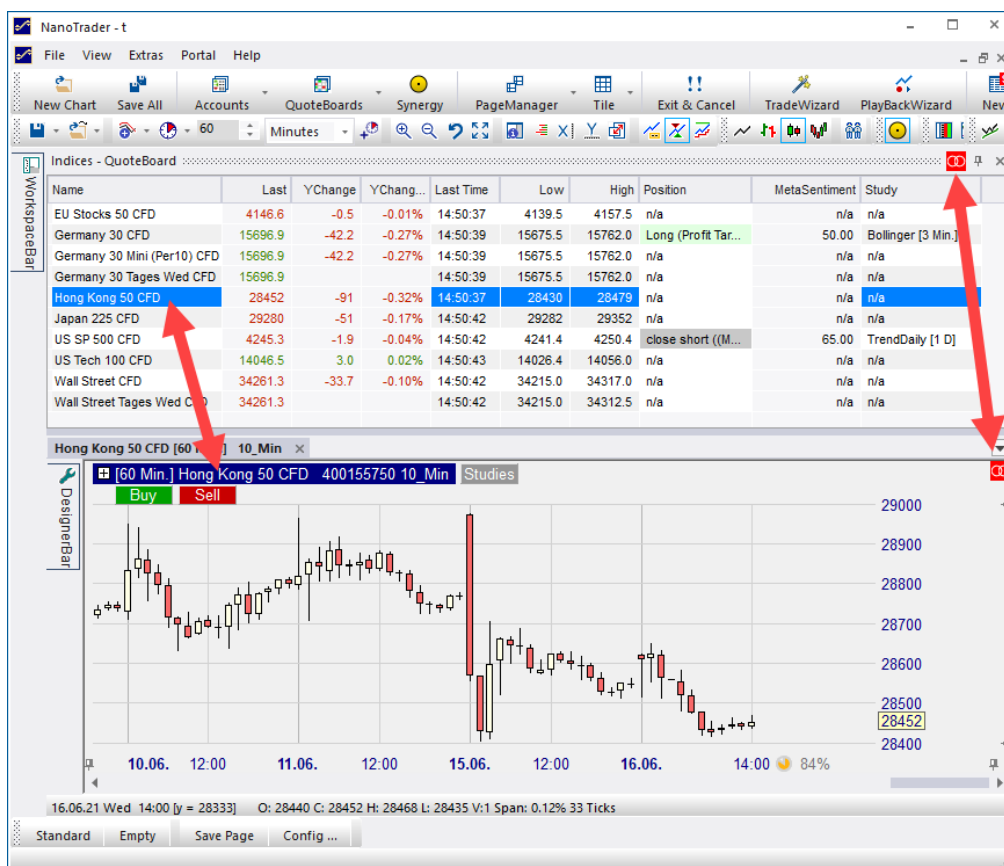 NanoTrader - t
File View Extras Portal Help
New Chart Save All Accounts QuoteBoards Synergy PageManager Tile Exit & Cancel TradeWizard PlayBackWizard New
60 Minutes
WorkspaceBar
Indices - QuoteBoard
Name Last YChange YChang... Last Time Low High Position MetaSentiment Study
EU Stocks 50 CFD 4146.6 -0.5 -0.01% 14:50:37 4139.5 4157.5 n/a n/a n/a
Germany 30 CFD 15696.9 -42.2 -0.27% 14:50:39 15675.5 15762.0 Long (Profit Tar... 50.00 Bollinger [3 Min.]
Germany 30 Mini (Per10) CFD 15696.9 -42.2 -0.27% 14:50:39 15675.5 15762.0 n/a n/a n/a
Germany 30 Tages Wed CFD 15696.9 14:50:39 15675.5 15762.0 n/a n/a n/a
Hong Kong 50 CFD 28452 -91 -0.32% 14:50:37 28430 28479 n/a n/a n/a
Japan 225 CFD 29280 -51 -0.17% 14:50:42 29282 29352 n/a n/a n/a
US SP 500 CFD 4245.3 -1.9 -0.04% 14:50:42 4241.4 4250.4 close short ((M... 65.00 TrendDaily [1 D]
US Tech 100 CFD 14046.5 3.0 0.02% 14:50:43 14026.4 14056.0 n/a n/a n/a
Wall Street CFD 34261.3 -33.7 -0.10% 14:50:42 34215.0 34317.0 n/a n/a n/a
Wall Street Tages Wed 34261.3 14:50:42 34215.0 34312.5 n/a n/a n/a
Hong Kong 50 CFD [60 ] 10_Min
DesignerBar
[60 Min.] Hong Kong 50 CFD 400155750 10_Min Studies
Buy Sell
29000
28900
28800
28700
28600
28500
28452
28400
10.06. 12:00 11.06. 12:00 15.06. 12:00 16.06. 14:00 84%
16.06.21 Wed 14:00 [y = 28333] O: 28440 C: 28452 H: 28468 L: 28435 V:1 Span: 0.12% 33 Ticks
Standard Empty Save Page Config ...